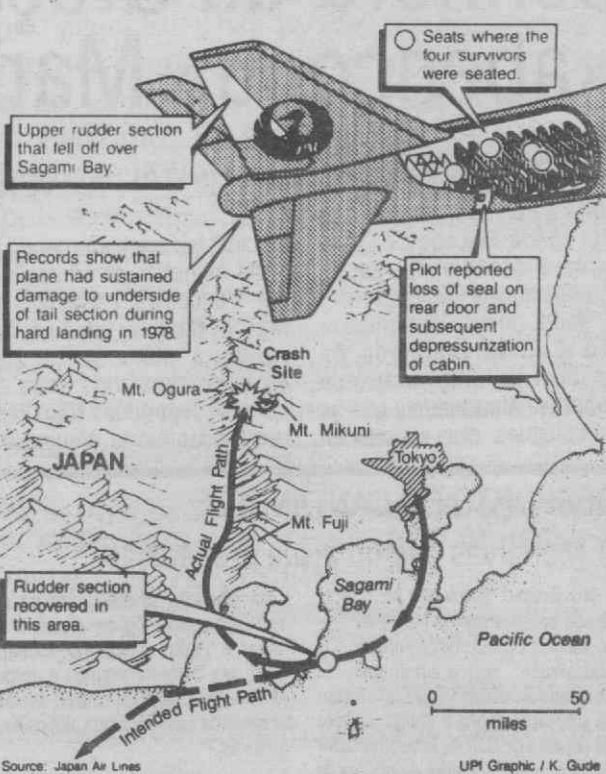 Seats where the
four survivors
were seated.
Upper rudder section
that fell off over
Sagami Bay.
JAL
Records show that
plane had sustained
damage to underside
of tail section during
hard landing in 1978.
Pilot reported
loss of seal on
rear door and
subsequent
depressurization
of cabin.
Crash
Site
Mt. Ogura
Mt. Mikuni
JAPAN
Tokyo
Actual Flight Path
Mt. Fuji
Rudder section
recovered in
this area.
Sagami
Bay
Pacific Ocean
Intended Flight Path
0 50
miles
Source: Japan Air Lines
UPI Graphic / K. Gude